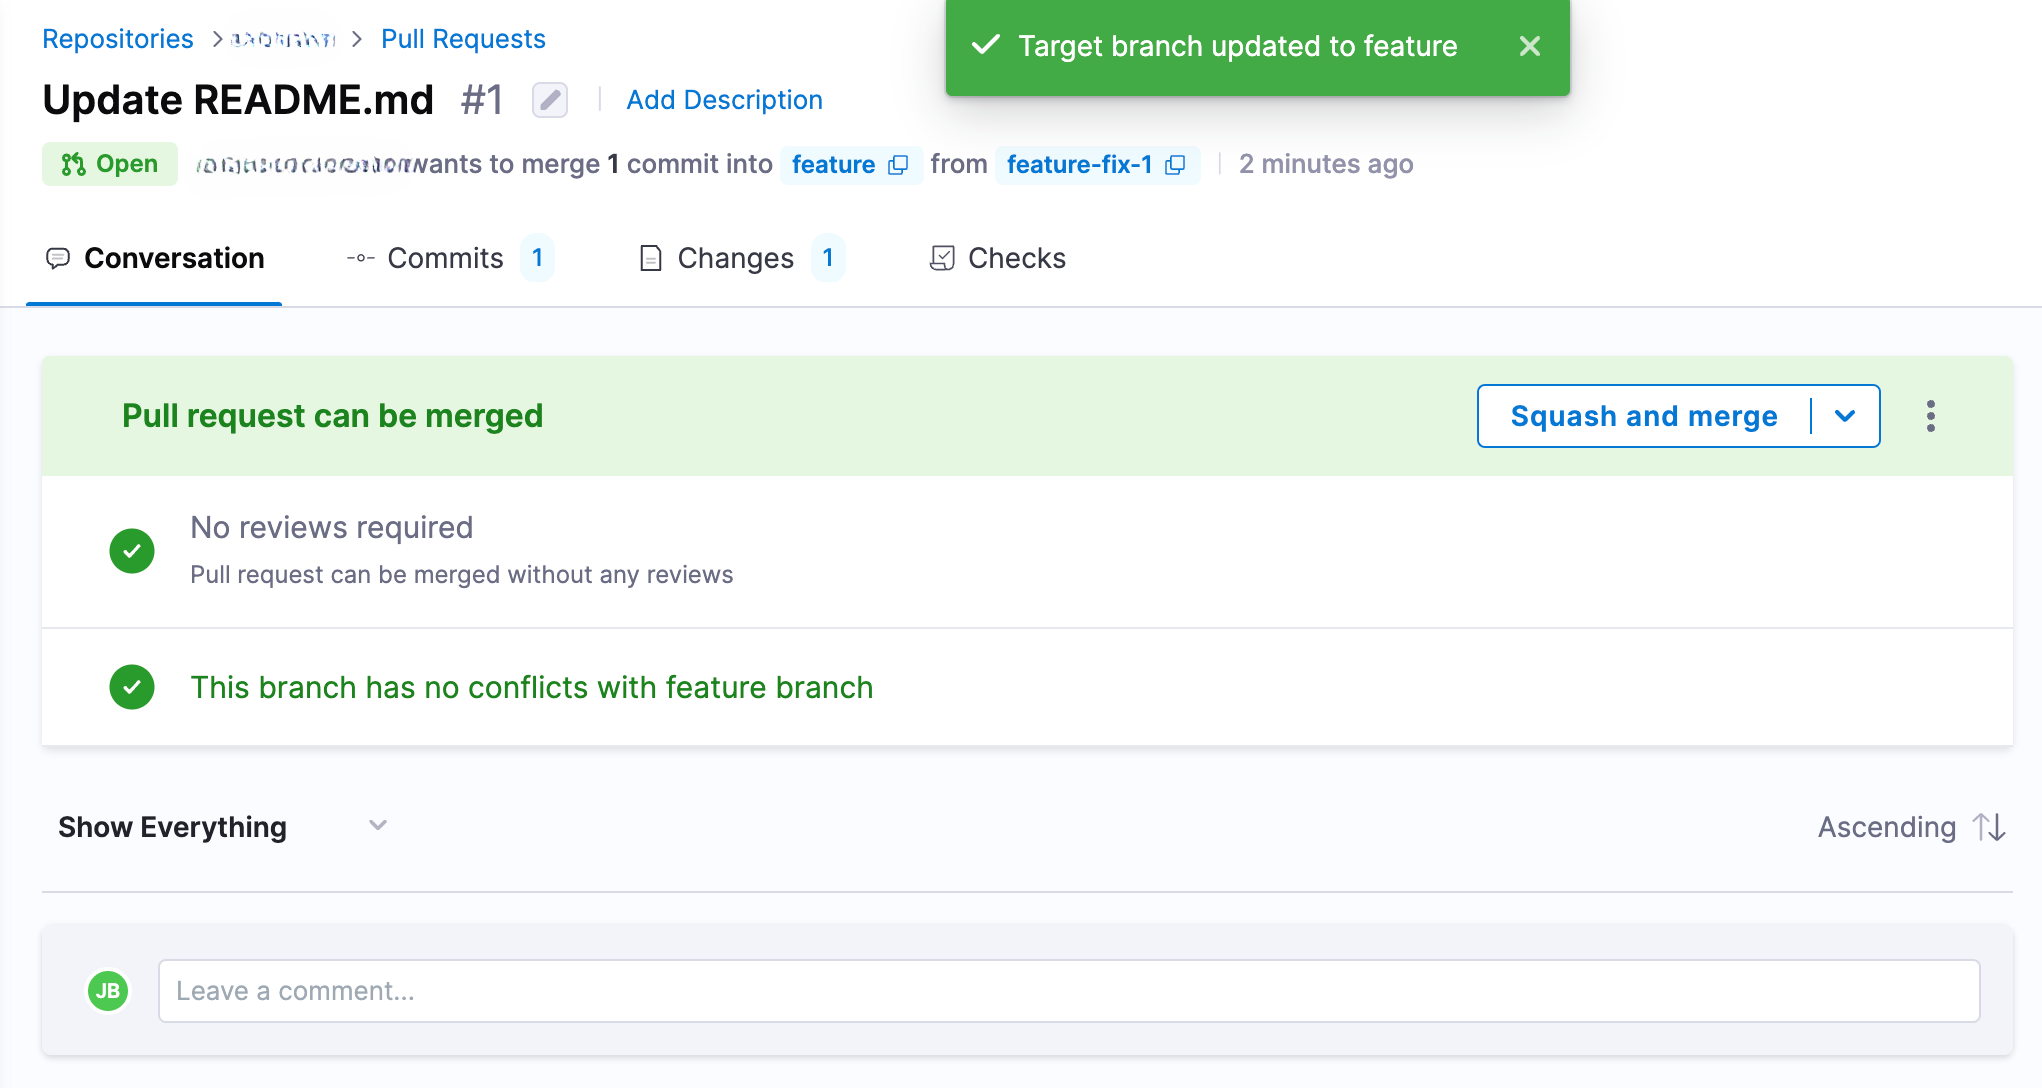 Repositories > > Pull Requests
Target branch updated to feature
Update README.md #1 Add Description
Open wants to merge 1 commit into feature from feature-fix-1 2 minutes ago
Conversation Commits 1 Changes 1 Checks
Pull request can be merged Squash and merge
No reviews required
Pull request can be merged without any reviews
This branch has no conflicts with feature branch
Show Everything Ascending
JB Leave a comment...